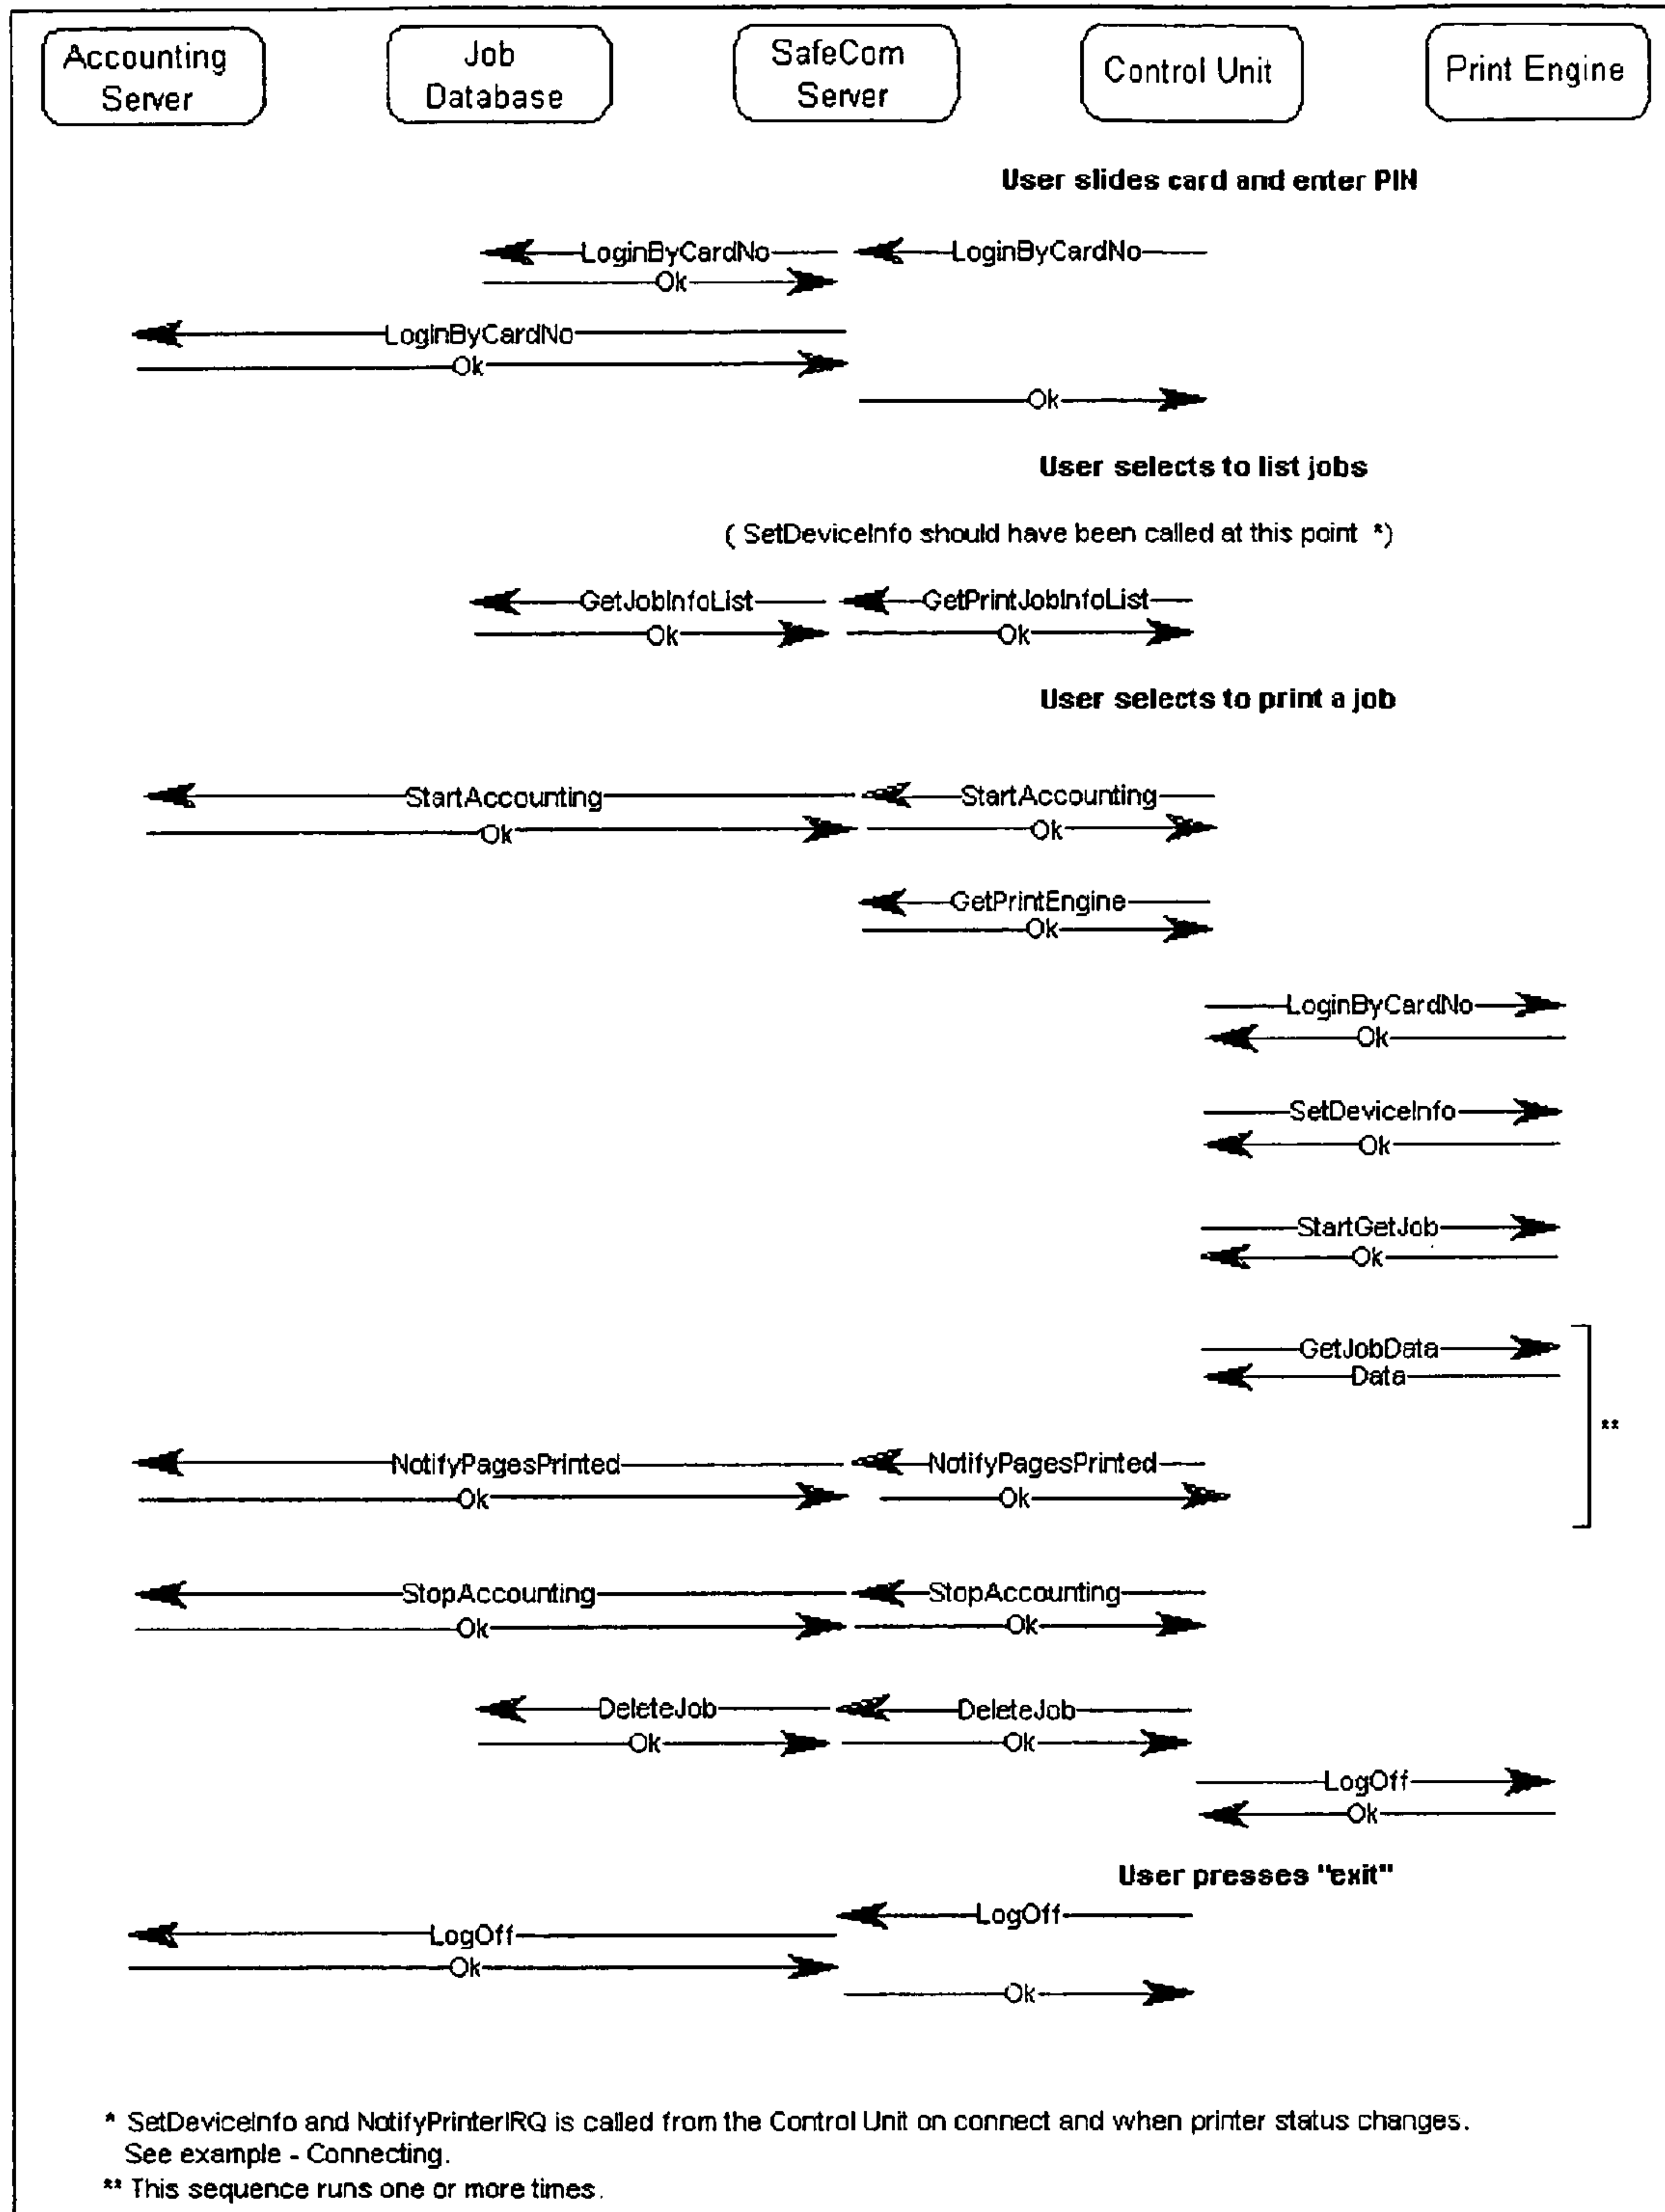 Accounting Server
Job Database
SafeCom Server
Control Unit
Print Engine
User slides card and enter PIN
LoginByCardNo
LoginByCardNo
Ok
LoginByCardNo
Ok
Ok
User selects to list jobs
( SetDeviceInfo should have been called at this point *)
GetJobInfoList
GetPrintJobInfoList
Ok
Ok
User selects to print a job
StartAccounting
StartAccounting
Ok
Ok
GetPrintEngine
Ok
LoginByCardNo
Ok
SetDeviceInfo
Ok
StartGetJob
Ok
GetJobData
Data
**
NotifyPagesPrinted
NotifyPagesPrinted
Ok
Ok
StopAccounting
StopAccounting
Ok
Ok
DeleteJob
DeleteJob
Ok
Ok
LogOff
Ok
User presses "exit"
LogOff
LogOff
Ok
Ok
* SetDeviceInfo and NotifyPrinterIRQ is called from the Control Unit on connect and when printer status changes.
See example - Connecting.
** This sequence runs one or more times.